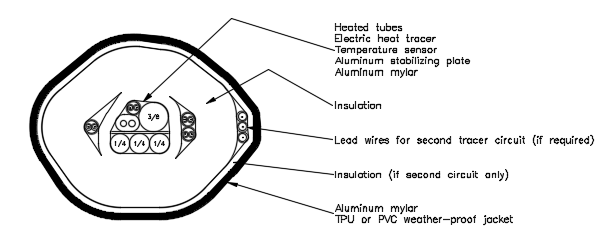 Heated tubes
Electric heat tracer
Temperature sensor
Aluminum stabilizing plate
Aluminum mylar
Insulation
3/8
1/4 1/4 1/4
Lead wires for second tracer circuit (if required)
Insulation (if second circuit only)
Aluminum mylar
TPU or PVC weather-proof jacket